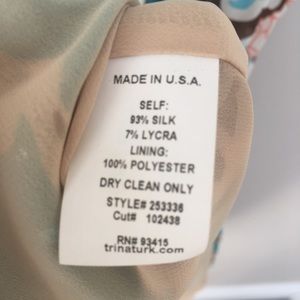 MADE IN U.S.A.
SELF:
93% SILK
7% LYCRA
LINING:
100% POLYESTER
DRY CLEAN ONLY
STYLE# 253336
Cut# 102438
RN# 93415
trinaturk.com